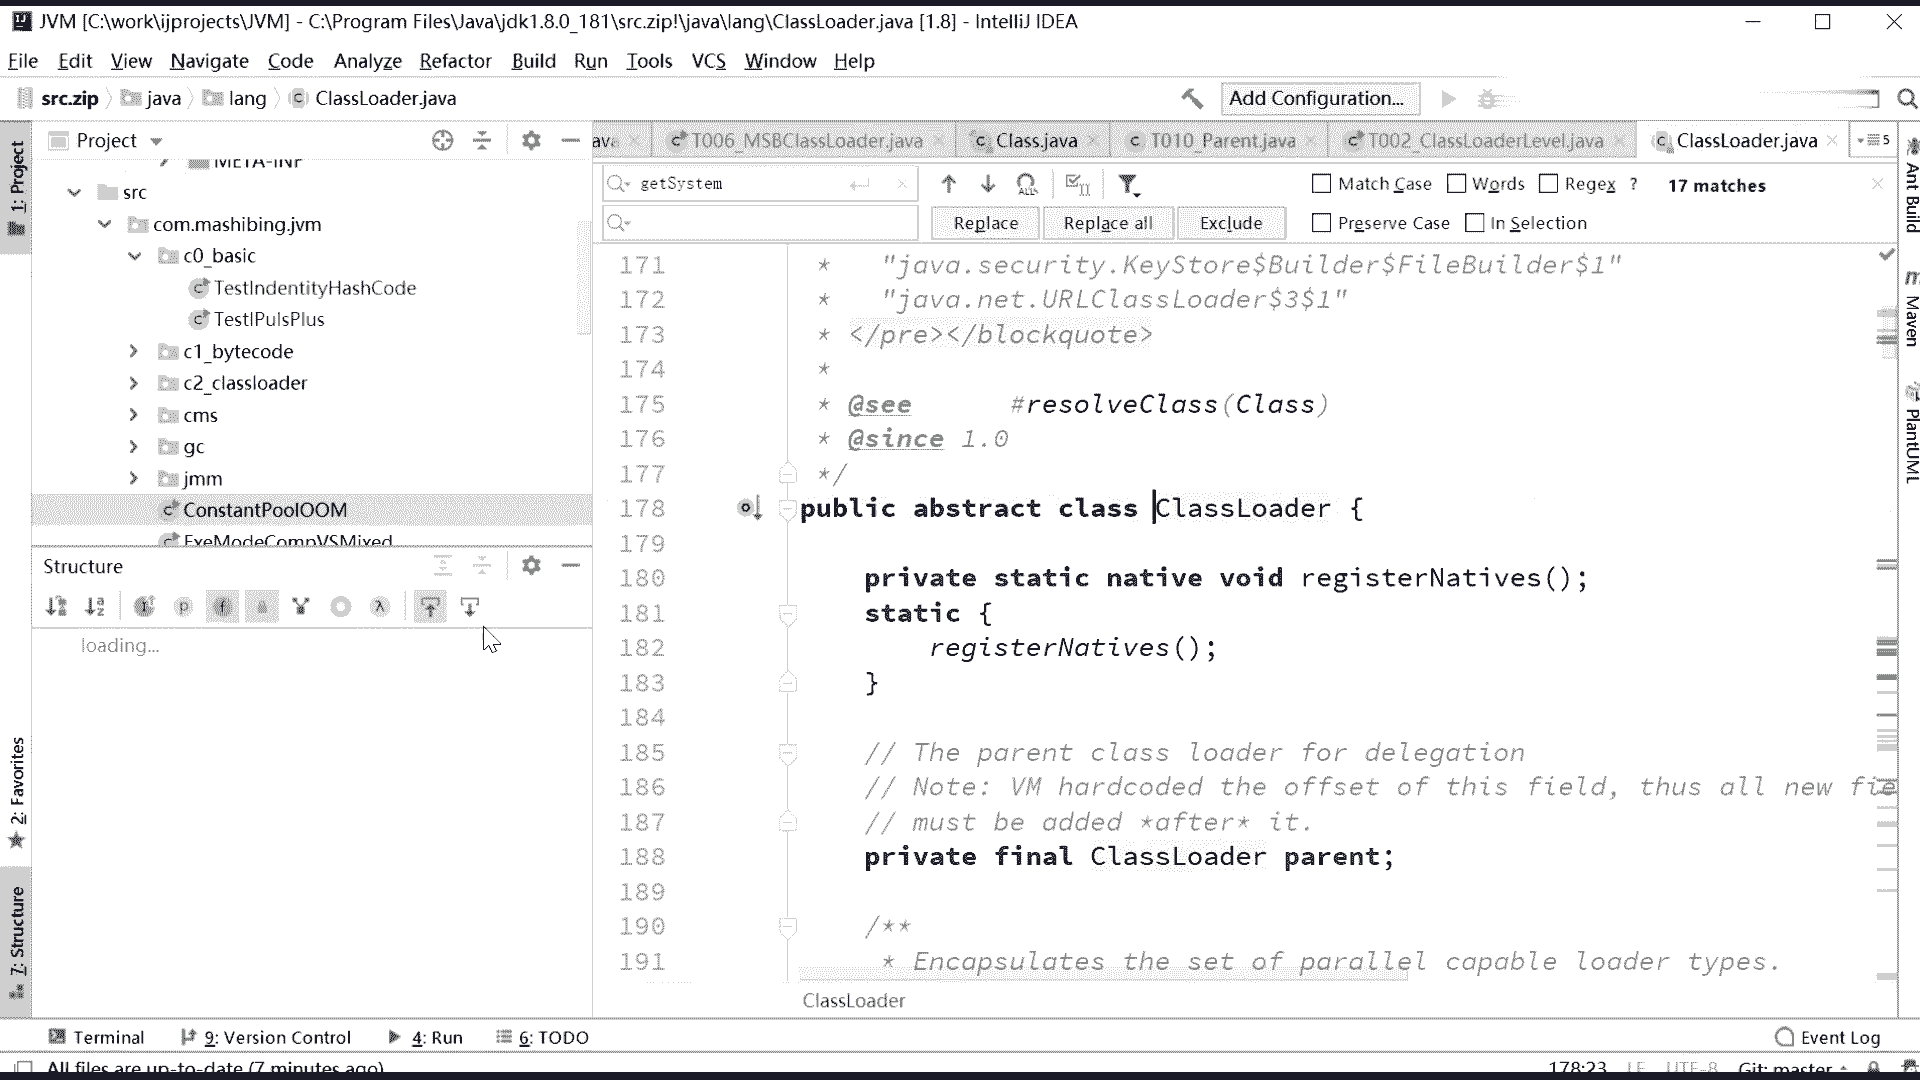 JVM [C:\work\ijprojects\JVM] - C:\Program Files\Java\jdk1.8.0_181\src.zip!\java\lang\ClassLoader.java [1.8] - IntelliJ IDEA
File Edit View Navigate Code Analyze Refactor Build Run Tools VCS Window Help
src.zip java lang ClassLoader.java Add Configuration...
1: Project
Project
META-INF
src
com.mashibing.jvm
c0_basic
TestIndentityHashCode
TestIPulsPlus
c1_bytecode
c2_classloader
cms
gc
jmm
ConstantPoolOOM
ExeModeCompVSMixed
Structure
loading...
2: Favorites
7: Structure
ava T006_MSBClassLoader.java Class.java T010_Parent.java T002_ClassLoaderLevel.java ClassLoader.java 5
getSystem Match Case Words Regex ? 17 matches
Replace Replace all Exclude Preserve Case In Selection
171 * "java.security.KeyStore$Builder$FileBuilder$1"
172 * "java.net.URLClassLoader$3$1"
173 * </pre></blockquote>
174 *
175 * @see #resolveClass(Class)
176 * @since 1.0
177 */
178 public abstract class ClassLoader {
179
180 private static native void registerNatives();
181 static {
182 registerNatives();
183 }
184
185 // The parent class loader for delegation
186 // Note: VM hardcoded the offset of this field, thus all new fie
187 // must be added *after* it.
188 private final ClassLoader parent;
189
190 /**
191 * Encapsulates the set of parallel capable loader types.
ClassLoader
Ant Build
Maven
PlantUML
Terminal 9: Version Control 4: Run 6: TODO Event Log
All files are up-to-date (7 minutes ago) 178:23 LF UTF-8 Git: master